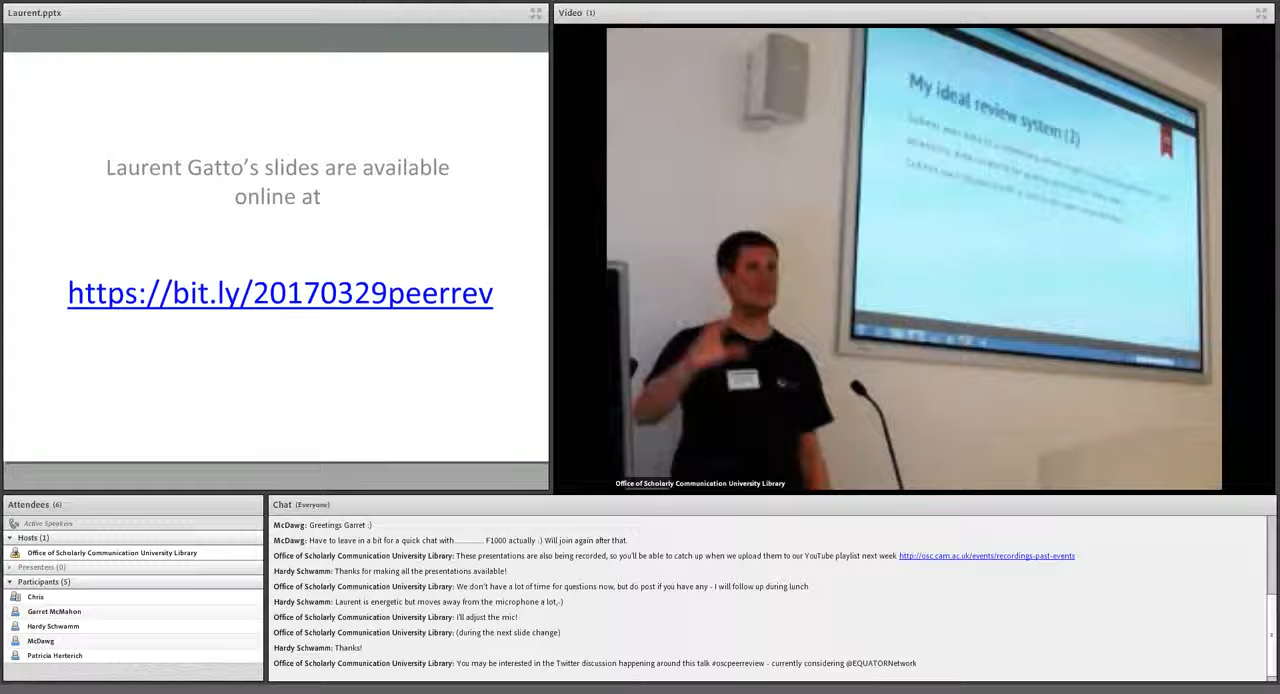 Laurent.pptx
Laurent Gatto’s slides are available
online at
https://bit.ly/20170329peerrev
Video (1)
My ideal review system (2)
Office of Scholarly Communication University Library
Attendees (6)
Active Speakers
Hosts (1)
Office of Scholarly Communication University Library
Presenters (0)
Participants (5)
Chris
Garret McMahon
Hardy Schwamm
McDawg
Patricia Herterich
Chat (Everyone)
McDawg: Greetings Garret :)
McDawg: Have to leave in a bit for a quick chat with F1000 actually :) Will join again after that.
Office of Scholarly Communication University Library: These presentations are also being recorded, so you'll be able to catch up when we upload them to our YouTube playlist next week http://osc.cam.ac.uk/events/recordings-past-events
Hardy Schwamm: Thanks for making all the presentations available!
Office of Scholarly Communication University Library: We don't have a lot of time for questions now, but do post if you have any - I will follow up during lunch
Hardy Schwamm: Laurent is energetic but moves away from the microphone a lot,-)
Office of Scholarly Communication University Library: I'll adjust the mic!
Office of Scholarly Communication University Library: (during the next slide change)
Hardy Schwamm: Thanks!
Office of Scholarly Communication University Library: You may be interested in the Twitter discussion happening around this talk #oscpeerreview - currently considering @EQUATORNetwork